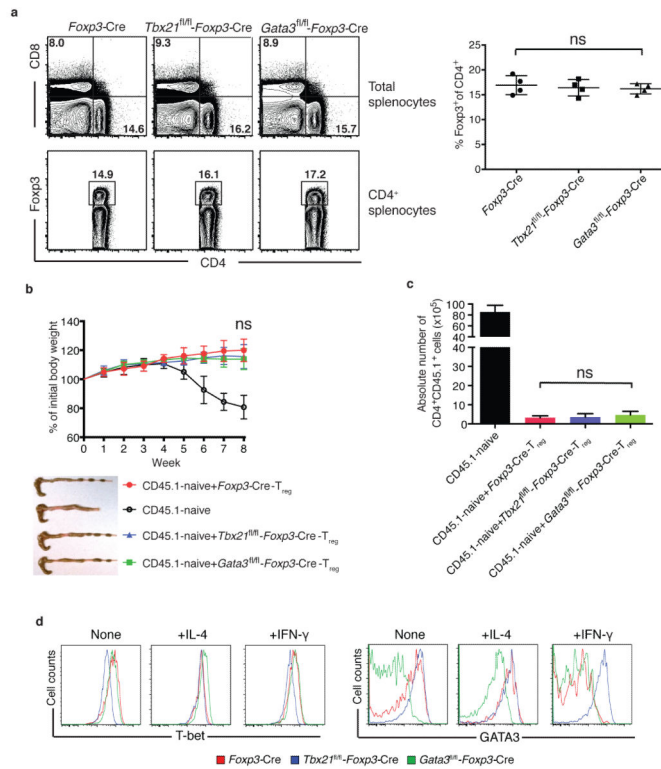 a
Foxp3-Cre
Tbx21fl/fl-Foxp3-Cre
Gata3fl/fl-Foxp3-Cre
CD8
8.0
14.6
9.3
16.2
8.9
15.7
Total
splenocytes
Foxp3
14.9
16.1
17.2
CD4+
splenocytes
CD4
ns
% Foxp3+ of CD4+
25
20
15
10
5
0
Foxp3-Cre
Tbx21fl/fl-Foxp3-Cre
Gata3fl/fl-Foxp3-Cre
b
% of initial body weight
140
120
100
80
60
ns
0 1 2 3 4 5 6 7 8
Week
CD45.1-naive+Foxp3-Cre-Treg
CD45.1-naive
CD45.1-naive+Tbx21fl/fl-Foxp3-Cre-Treg
CD45.1-naive+Gata3fl/fl-Foxp3-Cre-Treg
c
Absolute number of
CD4+CD45.1+cells (x10⁵)
100
80
60
40
30
20
10
0
ns
CD45.1-naive
CD45.1-naive+Foxp3-Cre-Treg
CD45.1-naive+Tbx21fl/fl-Foxp3-Cre-Treg
CD45.1-naive+Gata3fl/fl-Foxp3-Cre-Treg
d
None
+IL-4
+IFN-γ
Cell counts
T-bet
None
+IL-4
+IFN-γ
Cell counts
GATA3
Foxp3-Cre
Tbx21fl/fl-Foxp3-Cre
Gata3fl/fl-Foxp3-Cre